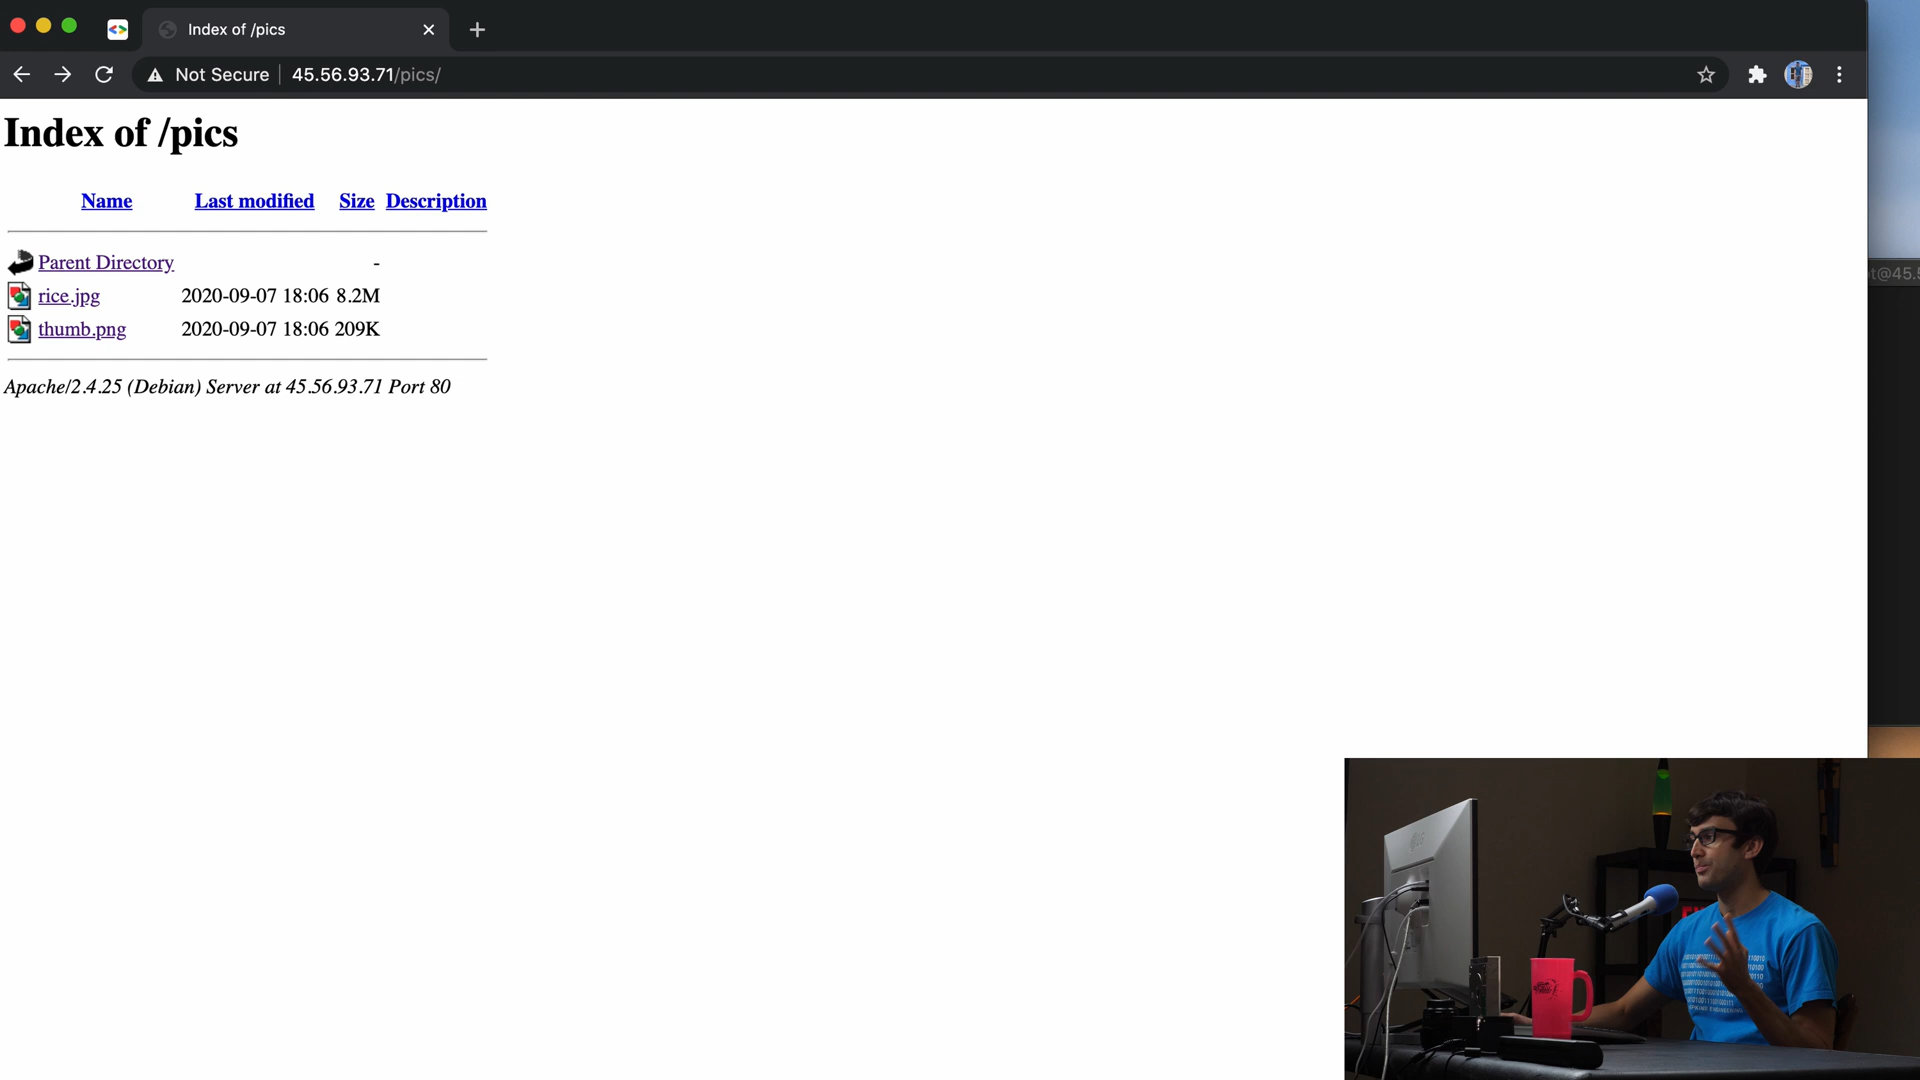 Index of /pics
Not Secure 45.56.93.71/pics/
t@45.5
Index of /pics
Name Last modified Size Description
Parent Directory -
rice.jpg 2020-09-07 18:06 8.2M
thumb.png 2020-09-07 18:06 209K
Apache/2.4.25 (Debian) Server at 45.56.93.71 Port 80